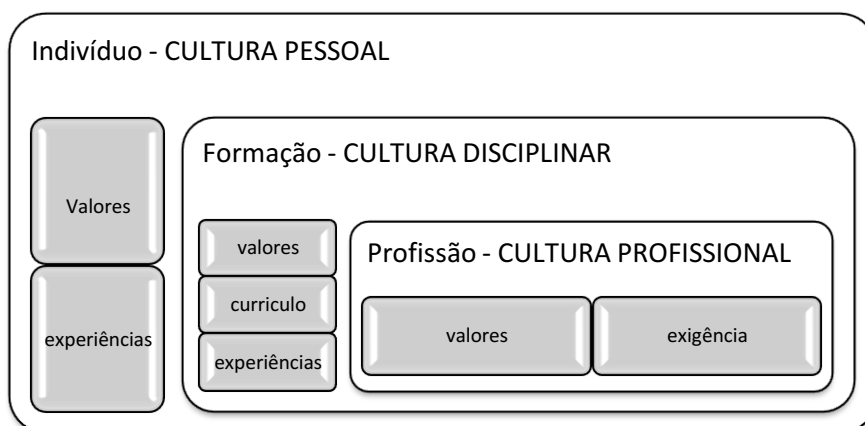 Indivíduo - CULTURA PESSOAL
Valores
experiências
Formação - CULTURA DISCIPLINAR
valores
curriculo
experiências
Profissão - CULTURA PROFISSIONAL
valores
exigência